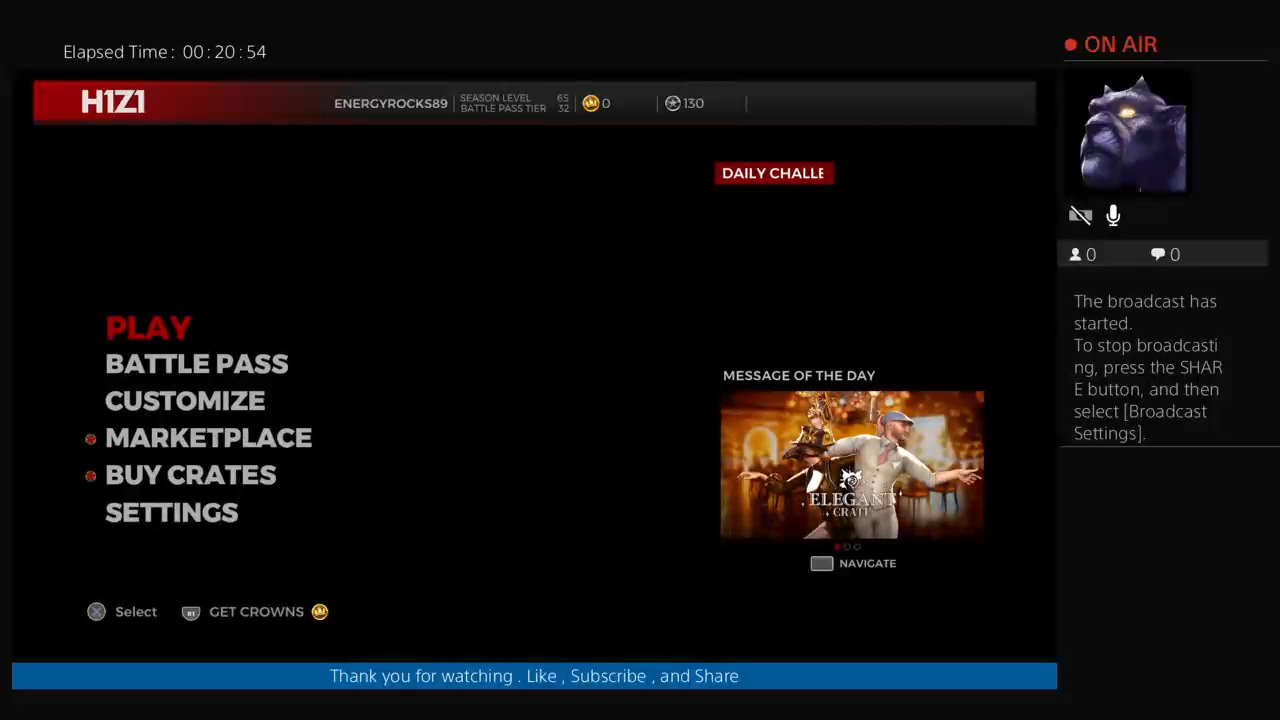 Elapsed Time: 00:20:54
ON AIR
H1Z1
ENERGYROCKS89
SEASON LEVEL 65
BATTLE PASS TIER 32
0
130
DAILY CHALLE
0 0
The broadcast has
started.
To stop broadcasti
ng, press the SHAR
E button, and then
select [Broadcast
Settings].
PLAY
BATTLE PASS
CUSTOMIZE
MARKETPLACE
BUY CRATES
SETTINGS
MESSAGE OF THE DAY
ELEGANT
CRATE
NAVIGATE
Select
R1 GET CROWNS
Thank you for watching . Like , Subscribe , and Share